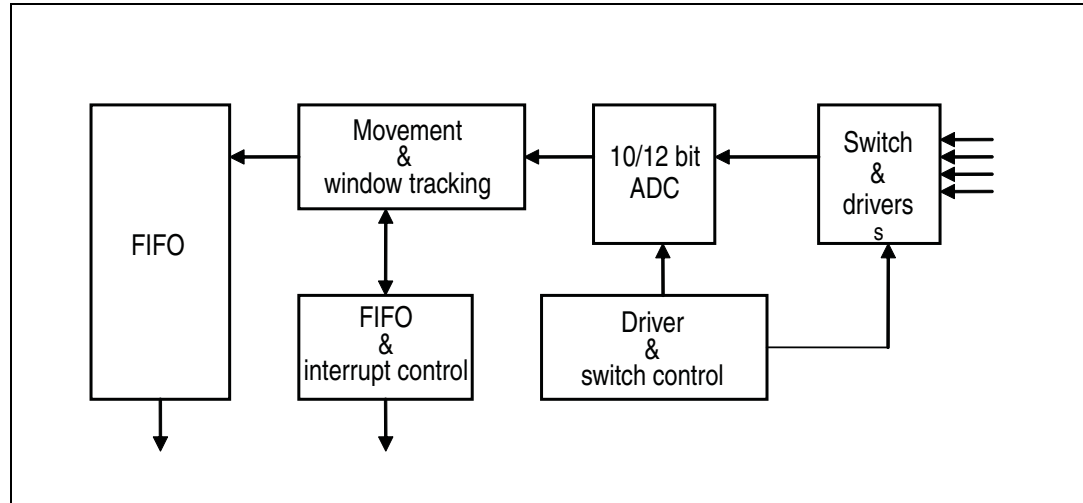 FIFO
Movement
&
window tracking
10/12 bit
ADC
Switch
&
drivers
s
FIFO
&
interrupt control
Driver
&
switch control